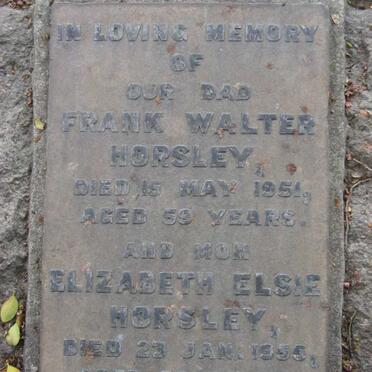 IN LOVING MEMORY
OF
OUR DAD
FRANK WALTER
HORSLEY,
DIED 15 MAY 1951,
AGED 59 YEARS.
AND MOM
ELIZABETH ELSIE
HORSLEY,
DIED 23 JAN. 1956,